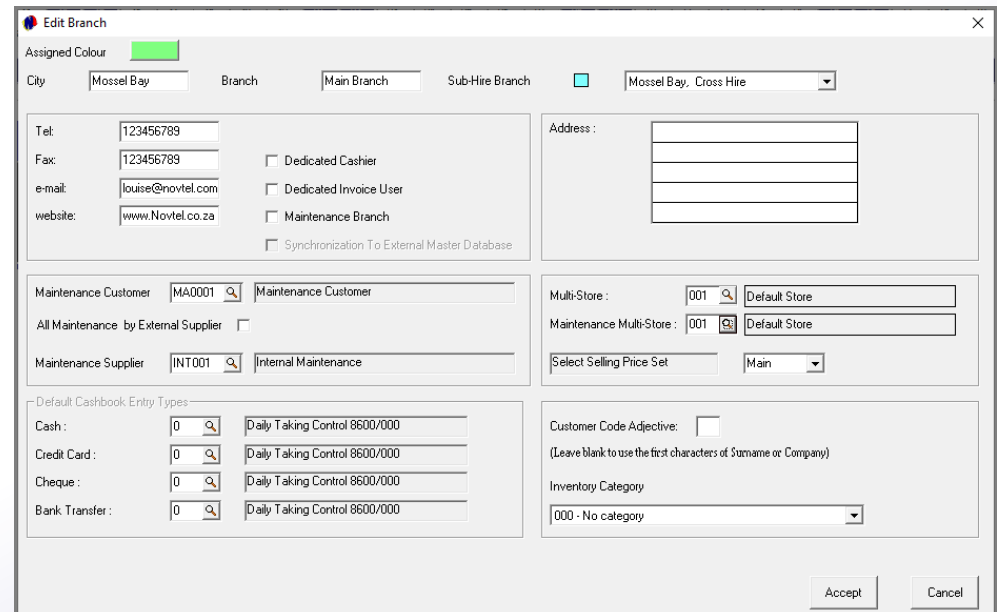 Edit Branch
Assigned Colour
City Mossel Bay Branch Main Branch Sub-Hire Branch Mossel Bay, Cross Hire
Tel: 123456789
Fax: 123456789 Dedicated Cashier
e-mail: louise@novtel.com Dedicated Invoice User
website: www.Novtel.co.za Maintenance Branch
Synchronization To External Master Database
Address :
Maintenance Customer MA0001 Maintenance Customer
All Maintenance by External Supplier
Maintenance Supplier INT001 Internal Maintenance
Multi-Store : 001 Default Store
Maintenance Multi-Store : 001 Default Store
Select Selling Price Set Main
Default Cashbook Entry Types
Cash : 0 Daily Taking Control 8600/000
Credit Card : 0 Daily Taking Control 8600/000
Cheque : 0 Daily Taking Control 8600/000
Bank Transfer : 0 Daily Taking Control 8600/000
Customer Code Adjective:
(Leave blank to use the first characters of Surname or Company)
Inventory Category
000 - No category
Accept Cancel